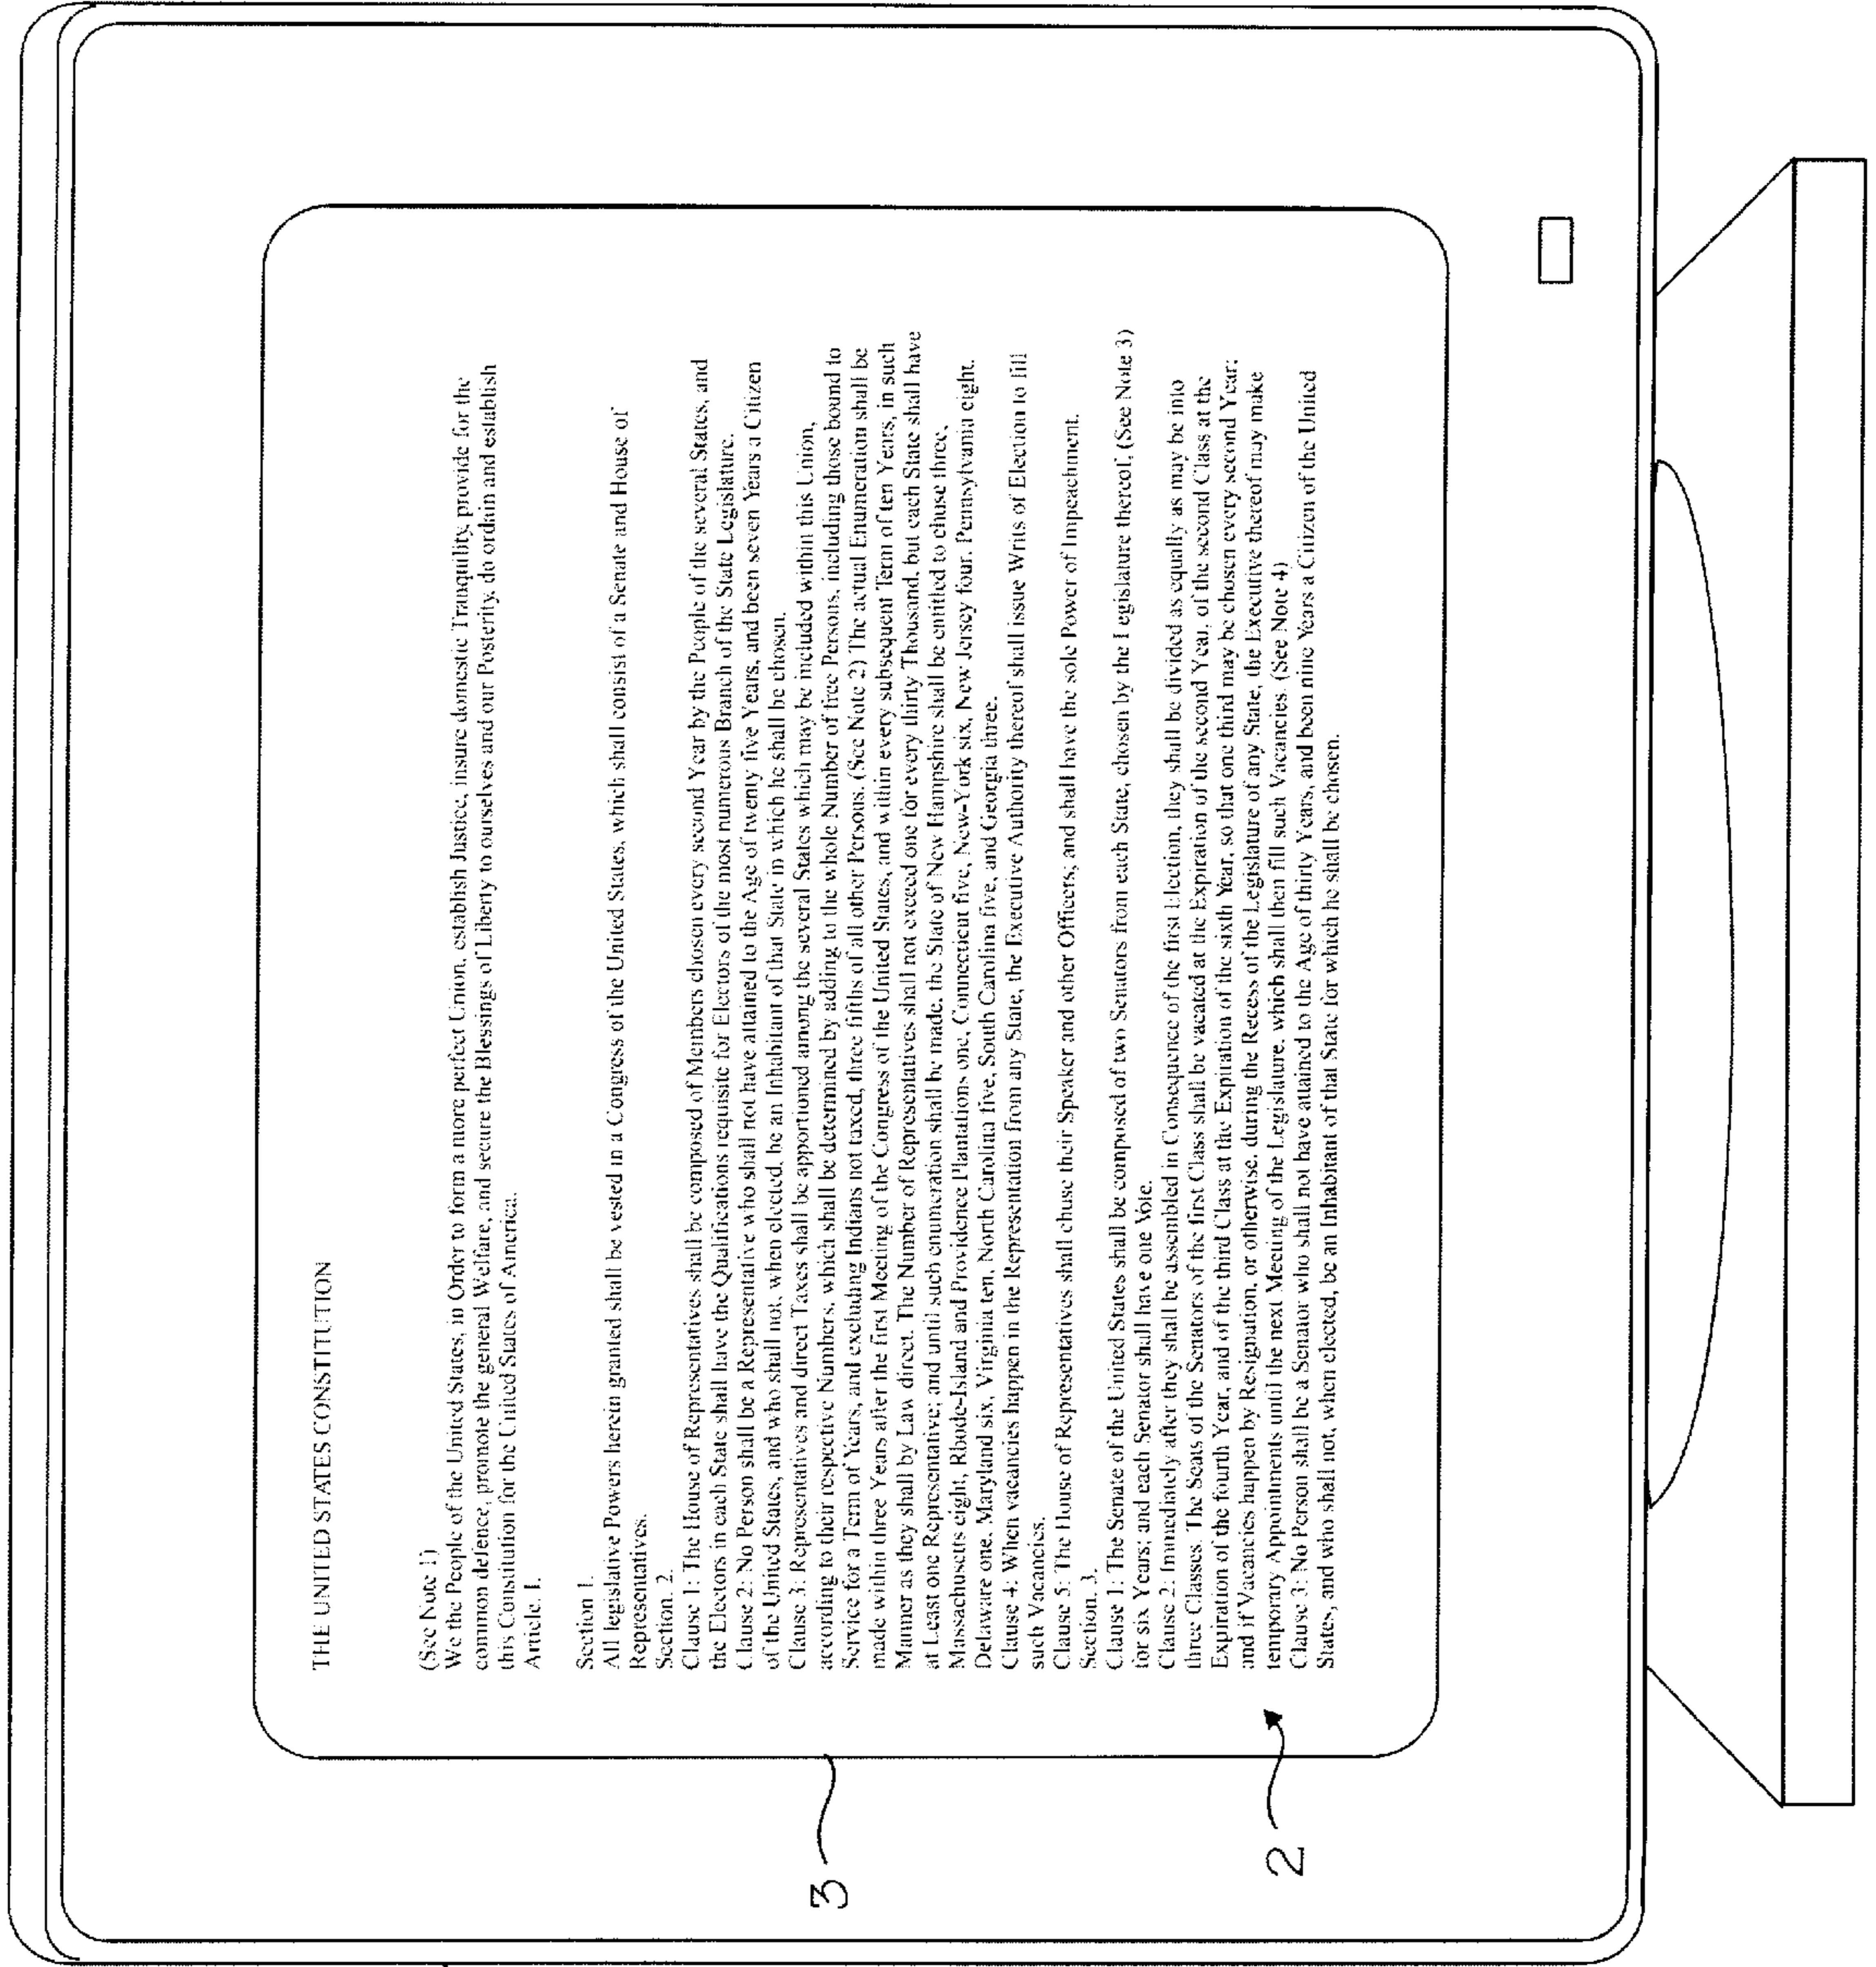 THE UNITED STATES CONSTITUTION
(See Note 1)
We the People of the United States, in Order to form a more perfect Union, establish Justice, insure domestic Tranquility, provide for the
common defence, promote the general Welfare, and secure the Blessings of Liberty to ourselves and our Posterity, do ordain and establish
this Constitution for the United States of America.
Article. I.
Section 1.
All legislative Powers herein granted shall be vested in a Congress of the United States, which shall consist of a Senate and House of
Representatives.
Section. 2.
Clause 1: The House of Representatives shall be composed of Members chosen every second Year by the People of the several States, and
the Electors in each State shall have the Qualifications requisite for Electors of the most numerous Branch of the State Legislature.
Clause 2: No Person shall be a Representative who shall not have attained to the Age of twenty five Years, and been seven Years a Citizen
of the United States, and who shall not, when elected, be an Inhabitant of that State in which he shall be chosen.
Clause 3: Representatives and direct Taxes shall be apportioned among the several States which may be included within this Union,
according to their respective Numbers, which shall be determined by adding to the whole Number of free Persons, including those bound to
Service for a Term of Years, and excluding Indians not taxed, three fifths of all other Persons. (See Note 2) The actual Enumeration shall be
made within three Years after the first Meeting of the Congress of the United States, and within every subsequent Term of ten Years, in such
Manner as they shall by Law direct. The Number of Representatives shall not exceed one for every thirty Thousand, but each State shall have
at Least one Representative; and until such enumeration shall be made, the State of New Hampshire shall be entitled to chuse three,
Massachusetts eight, Rhode-Island and Providence Plantations one, Connecticut five, New-York six, New Jersey four, Pennsylvania eight,
Delaware one, Maryland six, Virginia ten, North Carolina five, South Carolina five, and Georgia three.
Clause 4: When vacancies happen in the Representation from any State, the Executive Authority thereof shall issue Writs of Election to fill
such Vacancies.
Clause 5: The House of Representatives shall chuse their Speaker and other Officers; and shall have the sole Power of Impeachment.
Section. 3.
Clause 1: The Senate of the United States shall be composed of two Senators from each State, chosen by the Legislature thereof, (See Note 3)
for six Years; and each Senator shall have one Vote.
Clause 2: Immediately after they shall be assembled in Consequence of the first Election, they shall be divided as equally as may be into
three Classes. The Seats of the Senators of the first Class shall be vacated at the Expiration of the second Year, of the second Class at the
Expiration of the fourth Year, and of the third Class at the Expiration of the sixth Year, so that one third may be chosen every second Year;
and if Vacancies happen by Resignation, or otherwise, during the Recess of the Legislature of any State, the Executive thereof may make
temporary Appointments until the next Meeting of the Legislature, which shall then fill such Vacancies. (See Note 4)
Clause 3: No Person shall be a Senator who shall not have attained to the Age of thirty Years, and been nine Years a Citizen of the United
States, and who shall not, when elected, be an Inhabitant of that State for which he shall be chosen.
3
2